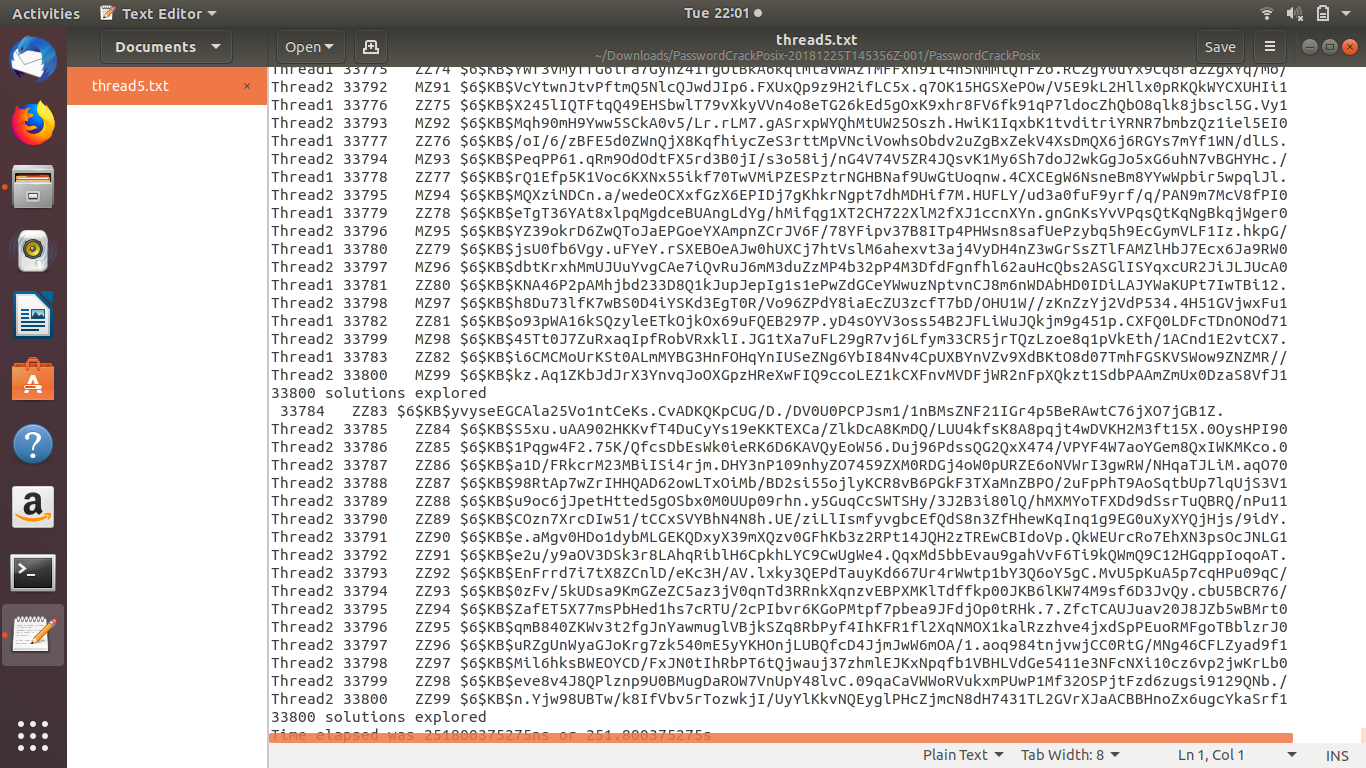 Activities
Text Editor
Tue 22:01
Documents
Open
thread5.txt
~/Downloads/PasswordCrackPosix-20181225T145356Z-001/PasswordCrackPosix
Save
thread5.txt
Thread1 33775 ZZ74
Thread2 33792 MZ91 $6$KB$VcYtwnJtvPftmQ5NlcQJwdJIp6.FXUxQp9z9H2ifLC5x.q7OK15HGSXePOw/V5E9kL2Hllx0pRKQkWYCXUHIi1
Thread1 33776 ZZ75 $6$KB$X245lIQTFtqQ49EHSbwlT79vXkyVVn4o8eTG26kEd5gOxK9xhr8FV6fk91qP7ldocZhQbO8qlk8jbscl5G.Vy1
Thread2 33793 MZ92 $6$KB$Mqh90mH9Yww5SCkA0v5/Lr.rLM7.gASrxpWYQhMtUW25Oszh.HwiK1IqxbK1tvditriYRNR7bmbzQz1iel5EI0
Thread1 33777 ZZ76 $6$KB$/oI/6/zBFE5d0ZWnQjX8KqfhiycZeS3rttMpVNciVowhsObdv2uZgBxZekV4XsDmQX6j6RGYs7mYf1WN/dlLS.
Thread2 33794 MZ93 $6$KB$PeqPP61.qRm9OdOdtFX5rd3B0jI/s3o58ij/nG4V74V5ZR4JQsvK1My6Sh7doJ2wkGgJo5xG6uhN7vBGHYHc./
Thread1 33778 ZZ77 $6$KB$rQ1Efp5K1Voc6KXNx55ikf70TwVMiPZESPztrNGHBNaf9UwGtUoqnw.4CXCEgW6NsneBm8YYwWpbir5wpqlJl.
Thread2 33795 MZ94 $6$KB$MQXziNDCn.a/wedeOCXxfGzX6EPIDj7gKhkrNgpt7dhMDHif7M.HUFLY/ud3a0fuF9yrf/q/PAN9m7McV8fPI0
Thread1 33779 ZZ78 $6$KB$eTgT36YAt8xlpqMgdceBUAngLdYg/hMifqg1XT2CH722XlM2fXJ1ccnXYn.gnGnKsYvVPqsQtKqNgBkqjWger0
Thread2 33796 MZ95 $6$KB$YZ39okrD6ZwQToJaEPGoeYXAmpnZCrJV6F/78YFipv37B8ITp4PHWsn8safUePzybq5h9EcGymVLF1Iz.hkpG/
Thread1 33780 ZZ79 $6$KB$jsU0fb6Vgy.uFYeY.rSXEBOeAJw0hUXCj7htVslM6ahexvt3aj4VyDH4nZ3wGrSsZTlFAMZlHbJ7Ecx6Ja9RW0
Thread2 33797 MZ96 $6$KB$dbtKrxhMmUJUuYvgCAe7iQvRuJ6mM3duZzMP4b32pP4M3DfdFgnfhl62auHcQbs2ASGlISYqxcUR2JiJLJUcA0
Thread1 33781 ZZ80 $6$KB$KNA46P2pAMhjbd233D8Q1kJupJepIg1s1ePwZdGCeYWwuzNptvnCJ8m6nWDAbHD0IDiLAJYWaKUPt7IwTBi12.
Thread2 33798 MZ97 $6$KB$h8Du73lfK7wBS0D4iYSKd3EgT0R/Vo96ZPdY8iaEcZU3zcfT7bD/OHU1W//zKnZzYj2VdP534.4H51GVjwxFu1
Thread1 33782 ZZ81 $6$KB$o93pWA16kSQzyleETkOjkOx69uFQEB297P.yD4sOYV3oss54B2JFLiWuJQkjm9g451p.CXFQ0LDFcTDnONOd71
Thread2 33799 MZ98 $6$KB$45Tt0J7ZuRxaqIpfRobVRxklI.JG1tXa7uFL29gR7vj6Lfym33CR5jrTQzLzoe8q1pVkEth/1ACnd1E2vtCX7.
Thread1 33783 ZZ82 $6$KB$i6CMCMoUrKSt0ALmMYBG3HnF0HqYnIUSeZNg6YbI84Nv4CpUXBYnVZv9XdBKtO8d07TmhFGSKVSWow9ZNZMR//
Thread2 33800 MZ99 $6$KB$kz.Aq1ZKbJdJrX3YnvqJoOXGpzHReXwFIQ9ccoLEZ1kCXFnvMVDFjWR2nFpXQkzt1SdbPAAmZmUx0DzaS8VfJ1
33800 solutions explored
33784 ZZ83 $6$KB$yvyseEGCAla25Vo1ntCeKs.CvADKQKpCUG/D./DV0U0PCPJsm1/1nBMsZNF21IGr4p5BeRAwtC76jXO7jGB1Z.
Thread2 33785 ZZ84 $6$KB$S5xu.uAA902HKKvfT4DuCyYs19eKKTEXCa/ZlkDcA8KmDQ/LUU4kfsK8A8pqjt4wDVKH2M3ft15X.0OysHPI90
Thread2 33786 ZZ85 $6$KB$1Pqgw4F2.75K/QfcsDbEsWk0ieRK6D6KAVQyEoW56.Duj96PdssQG2QxX474/VPYF4W7aoYGem8QxIWKMKco.0
Thread2 33787 ZZ86 $6$KB$a1D/FRkcrM23MBiISi4rjm.DHY3nP109nhyZO7459ZXM0RDGj4oW0pURZE6oNVWrI3gwRW/NHqaTJLiM.aqO70
Thread2 33788 ZZ87 $6$KB$98RtAp7wZrIHHQAD62owLTxOiMb/BD2si55ojlyKCR8vB6PGkF3TXaMnZBPO/2uFpPhT9AoSqtbUp7lqUjS3V1
Thread2 33789 ZZ88 $6$KB$u9oc6jJpetHtted5gOSbx0M0LUp09rhn.y5GuqCcSWTSHy/3J2B3i80lQ/hMXMYoTFXDd9dSsrTuQBRQ/nPu11
Thread2 33790 ZZ89 $6$KB$COzn7XrcDIw51/tCCxSVYBhN4N8h.UE/ziLlIsmfyvgbcEfQdS8n3ZfHhewKqInq1g9EG0uXyXYQjHjs/9idY.
Thread2 33791 ZZ90 $6$KB$e.aMgv0HDo1dybMLGEKQDxyX39mXQzv0GFhKb3z2RPt14JQH2zTREwCBIdoVp.QkWEUrcRo7EhXN3psOcJNLG1
Thread2 33792 ZZ91 $6$KB$e2u/y9aOV3DSk3r8LAhqRiblH6CpkhLYC9CwUgWe4.QqxMd5bbEvau9gahVvF6Ti9kQWmQ9C12HGqppIoqoAT.
Thread2 33793 ZZ92 $6$KB$EnFrrd7i7tX8ZCnlD/eKc3H/AV.lxky3QEPdTauyKd667Ur4rWwtp1bY3Q6oY5gC.MvU5pKuA5p7cqHPu09qC/
Thread2 33794 ZZ93 $6$KB$0zFv/5kUDsa9KmGZeZC5az3jV0qnTd3RRnkXqnzvEBPXMKlTdffkp00JKB6lKW74M9sf6D3JvQy.cbU5BCR76/
Thread2 33795 ZZ94 $6$KB$ZafET5X77msPbHed1hs7cRTU/2cPIbvr6KGoPMtpf7pbea9JFdjOp0tRHk.7.ZfcTCAUJuav20J8JZb5wBMrt0
Thread2 33796 ZZ95 $6$KB$qmB840ZKWv3t2fgJnYawmuglVBjkSZq8RbPyf4IhKFR1fl2XqNMOX1kalRzzhve4jxdSpPEuoRMFgoTBblzrJ0
Thread2 33797 ZZ96 $6$KB$uRZgUnWyaGJoKrg7zk540mE5yYKHOnjLUBQfcD4JjmJwW6mOA/1.aoq984tnjvwjCC0RtG/MNg46CFLZyad9f1
Thread2 33798 ZZ97 $6$KB$Mil6hksBWEOYCD/FxJN0tIhRbPT6tQjwauj37zhmlEJKxNpqfb1VBHLVdGe5411e3NFcNXi10cz6vp2jwKrLb0
Thread2 33799 ZZ98 $6$KB$eve8v4J8QPlznp9U0BMugDaROW7VnUpY48lvC.09qaCaVWWoRVukxmPUwP1Mf32OSPjtFzd6zugsi9129QNb./
Thread2 33800 ZZ99 $6$KB$n.Yjw98UBTw/k8IfVbv5rTozwkjI/UyYlKkvNQEyglPHcZjmcN8dH7431TL2GVrXJaACBBHnoZx6ugcYkaSrf1
33800 solutions explored
Time elapsed was 251800375275ns or 251.800375275s
Plain Text
Tab Width: 8
Ln 1, Col 1
INS